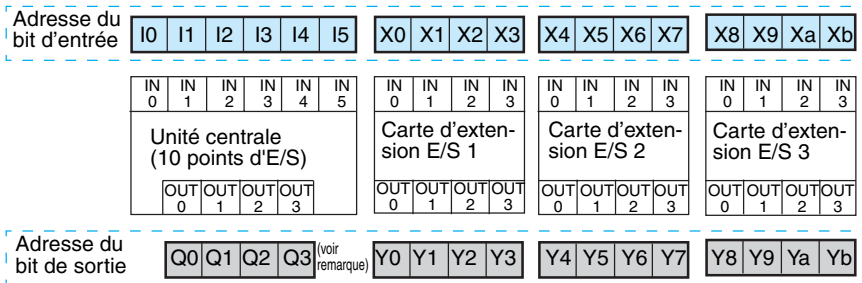 Adresse du
bit d'entrée
I0 I1 I2 I3 I4 I5 X0 X1 X2 X3 X4 X5 X6 X7 X8 X9 Xa Xb
IN IN IN IN IN IN IN IN IN IN IN IN IN IN IN IN IN IN
0 1 2 3 4 5 0 1 2 3 0 1 2 3 0 1 2 3
Unité centrale
(10 points d'E/S)
Carte d'exten-
sion E/S 1
Carte d'exten-
sion E/S 2
Carte d'exten-
sion E/S 3
OUT OUT OUT OUT OUT OUT OUT OUT OUT OUT OUT OUT OUT OUT OUT OUT
0 1 2 3 0 1 2 3 0 1 2 3 0 1 2 3
Adresse du
bit de sortie
Q0 Q1 Q2 Q3
(voir
remarque)
Y0 Y1 Y2 Y3 Y4 Y5 Y6 Y7 Y8 Y9 Ya Yb